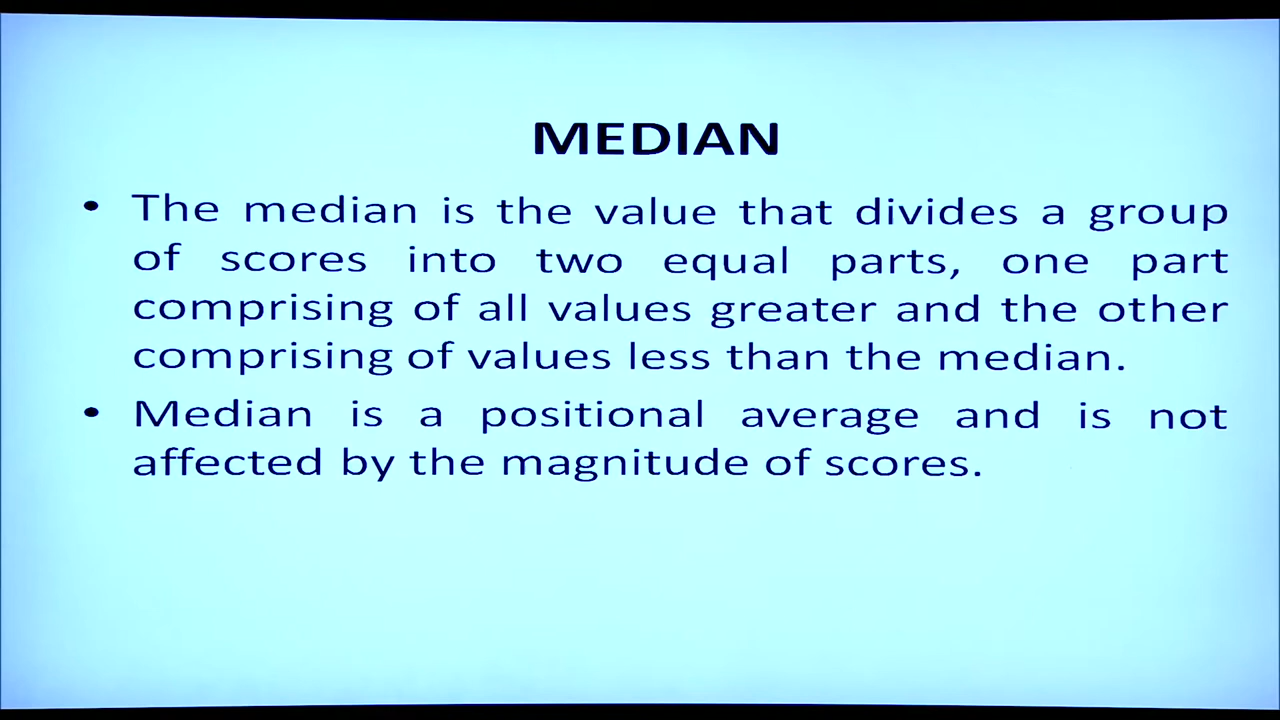 MEDIAN
• The median is the value that divides a group
of scores into two equal parts, one part
comprising of all values greater and the other
comprising of values less than the median.
• Median is a positional average and is not
affected by the magnitude of scores.